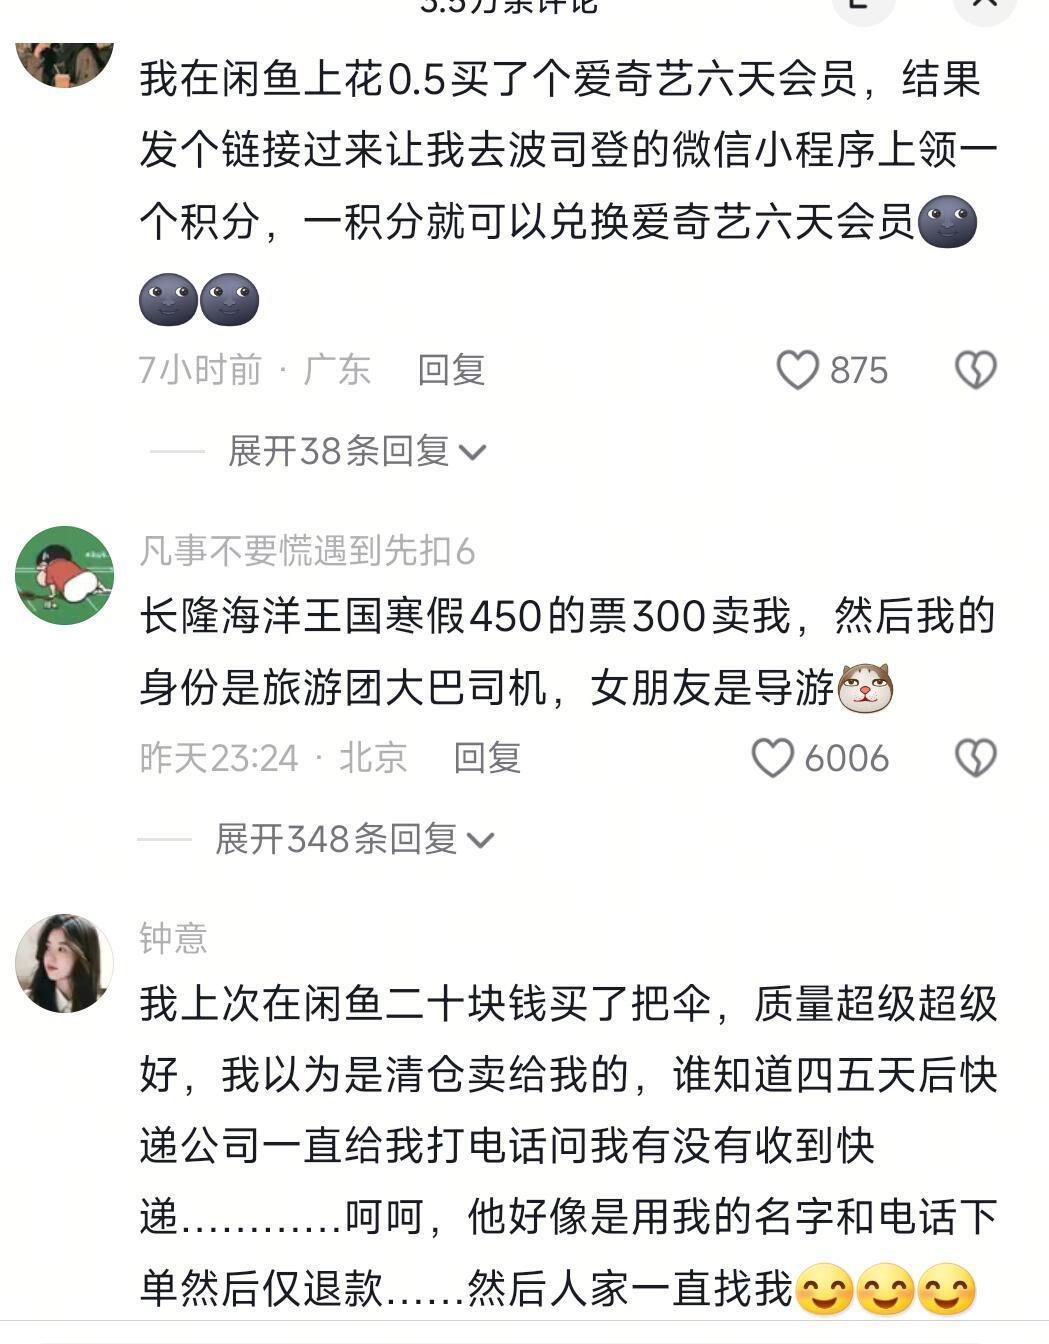 3.5万条评论
我在闲鱼上花0.5买了个爱奇艺六天会员，结果
发个链接过来让我去波司登的微信小程序上领一
个积分，一积分就可以兑换爱奇艺六天会员🌚
🌚🌚
7小时前 · 广东 回复 875
展开38条回复
凡事不要慌遇到先扣6
长隆海洋王国寒假450的票300卖我，然后我的
身份是旅游团大巴司机，女朋友是导游
昨天23:24 · 北京 回复 6006
展开348条回复
钟意
我上次在闲鱼二十块钱买了把伞，质量超级超级
好，我以为是清仓卖给我的，谁知道四五天后快
递公司一直给我打电话问我有没有收到快
递…………呵呵，他好像是用我的名字和电话下
单然后仅退款……然后人家一直找我😊😊😊